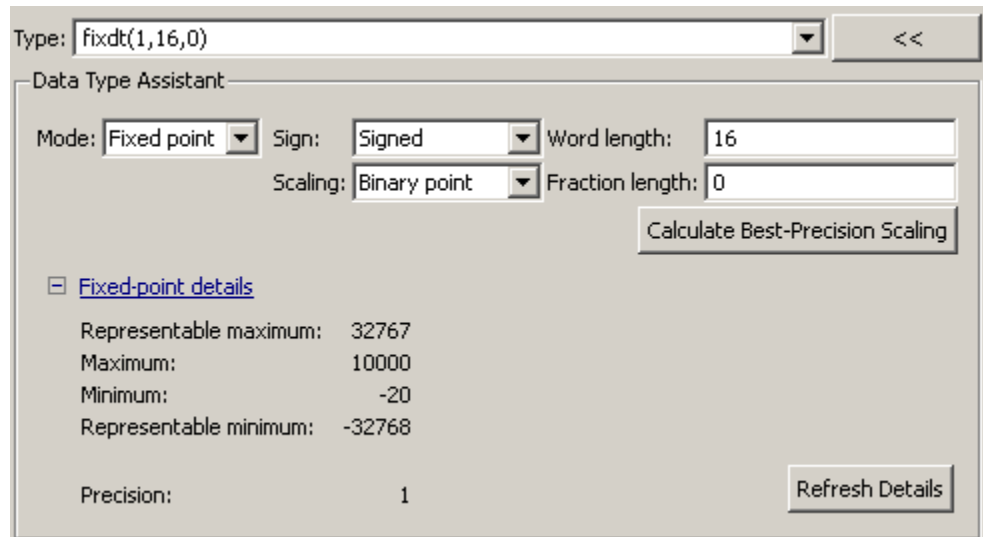 Type: fixdt(1,16,0) <<
Data Type Assistant
Mode: Fixed point Sign: Signed Word length: 16
Scaling: Binary point Fraction length: 0
Calculate Best-Precision Scaling
Fixed-point details
Representable maximum: 32767
Maximum: 10000
Minimum: -20
Representable minimum: -32768
Precision: 1
Refresh Details